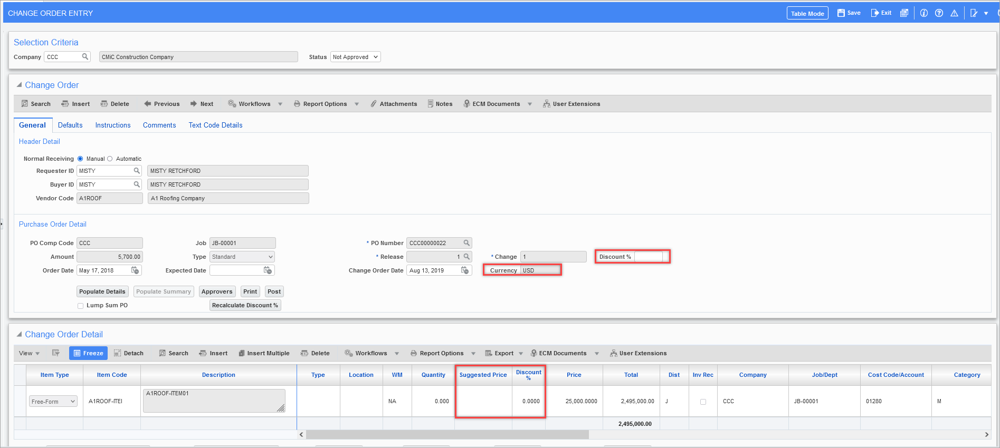 CHANGE ORDER ENTRY Table Mode Save Exit
Selection Criteria
Company CCC CMiC Construction Company Status Not Approved
Change Order
Search Insert Delete Previous Next Workflows Report Options Attachments Notes ECM Documents User Extensions
General Defaults Instructions Comments Text Code Details
Header Detail
Normal Receiving Manual Automatic
Requester ID MISTY MISTY RETCHFORD
Buyer ID MISTY MISTY RETCHFORD
Vendor Code A1ROOF A1 Roofing Company
Purchase Order Detail
PO Comp Code CCC Job JB-00001 * PO Number CCC00000022
Amount 5,700.00 Type Standard * Release 1 * Change 1 Discount %
Order Date May 17, 2018 Expected Date Change Order Date Aug 13, 2019 Currency USD
Populate Details Populate Summary Approvers Print Post
Lump Sum PO Recalculate Discount %
Change Order Detail
View Freeze Detach Search Insert Insert Multiple Delete Workflows Report Options Export ECM Documents User Extensions
Item Type Item Code Description Type Location WM Quantity Suggested Price Discount % Price Total Dist Inv Rec Company Job/Dept Cost Code/Account Category
Free-Form A1ROOF-ITEI A1ROOF-ITEM01 NA 0.000 0.0000 25,000.0000 2,495,000.00 J CCC JB-00001 01280 M
2,495,000.00